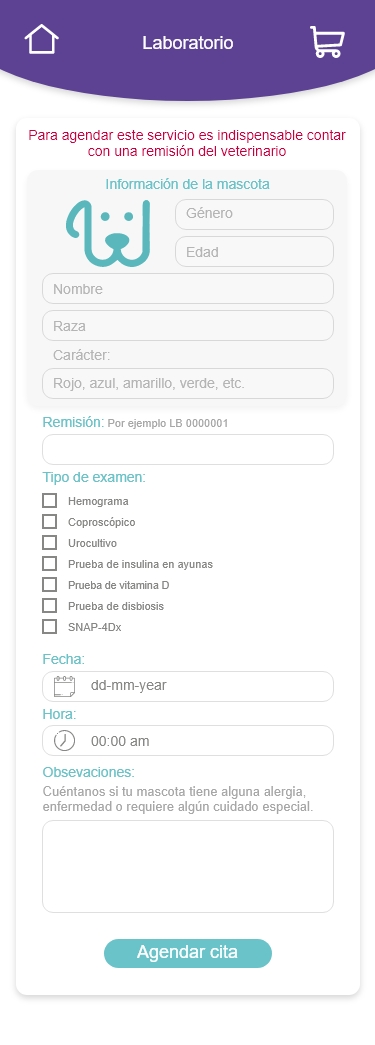 Laboratorio
Para agendar este servicio es indispensable contar
con una remisión del veterinario
Información de la mascota
Género
Edad
Nombre
Raza
Carácter:
Rojo, azul, amarillo, verde, etc.
Remisión: Por ejemplo LB 0000001
Tipo de examen:
Hemograma
Coproscópico
Urocultivo
Prueba de insulina en ayunas
Prueba de vitamina D
Prueba de disbiosis
SNAP-4Dx
Fecha:
dd-mm-year
Hora:
00:00 am
Obsevaciones:
Cuéntanos si tu mascota tiene alguna alergia,
enfermedad o requiere algún cuidado especial.
Agendar cita